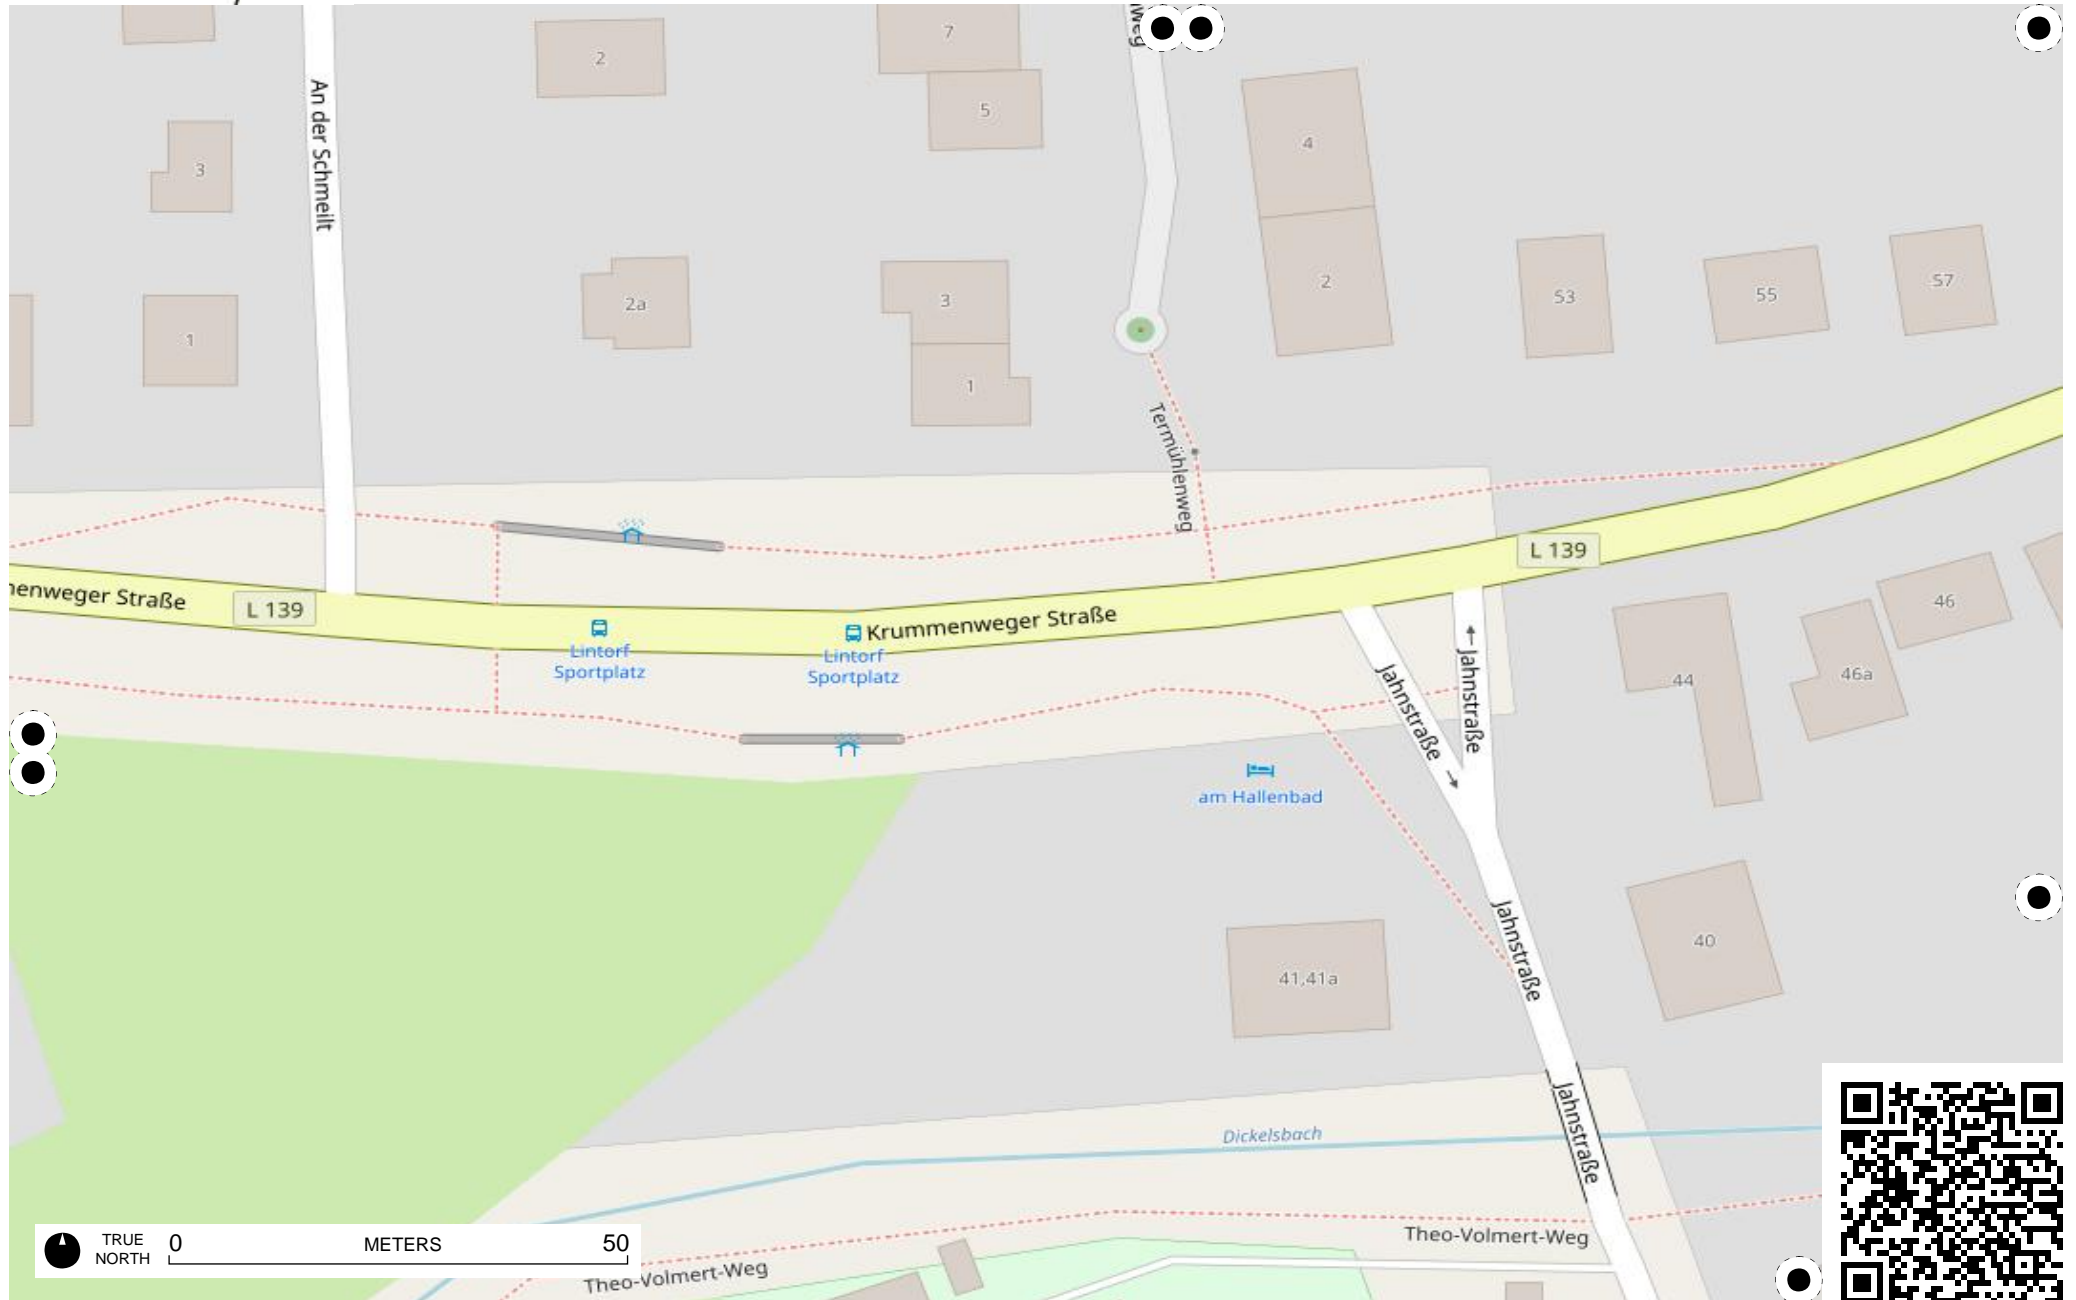 weg
7
2
5
An der Schmeilt
4
3
2
57
53
55
2a
3
1
1
Termühlenweg
L 139
nenweger Straße
L 139
Krummenweger Straße
46
Lintorf
Sportplatz
Lintorf
Sportplatz
Jahnstraße
Jahnstraße
44
46a
am Hallenbad
Jahnstraße
40
41,41a
Jahnstraße
Dickelsbach
Theo-Volmert-Weg
Theo-Volmert-Weg
TRUE
NORTH
0 METERS 50